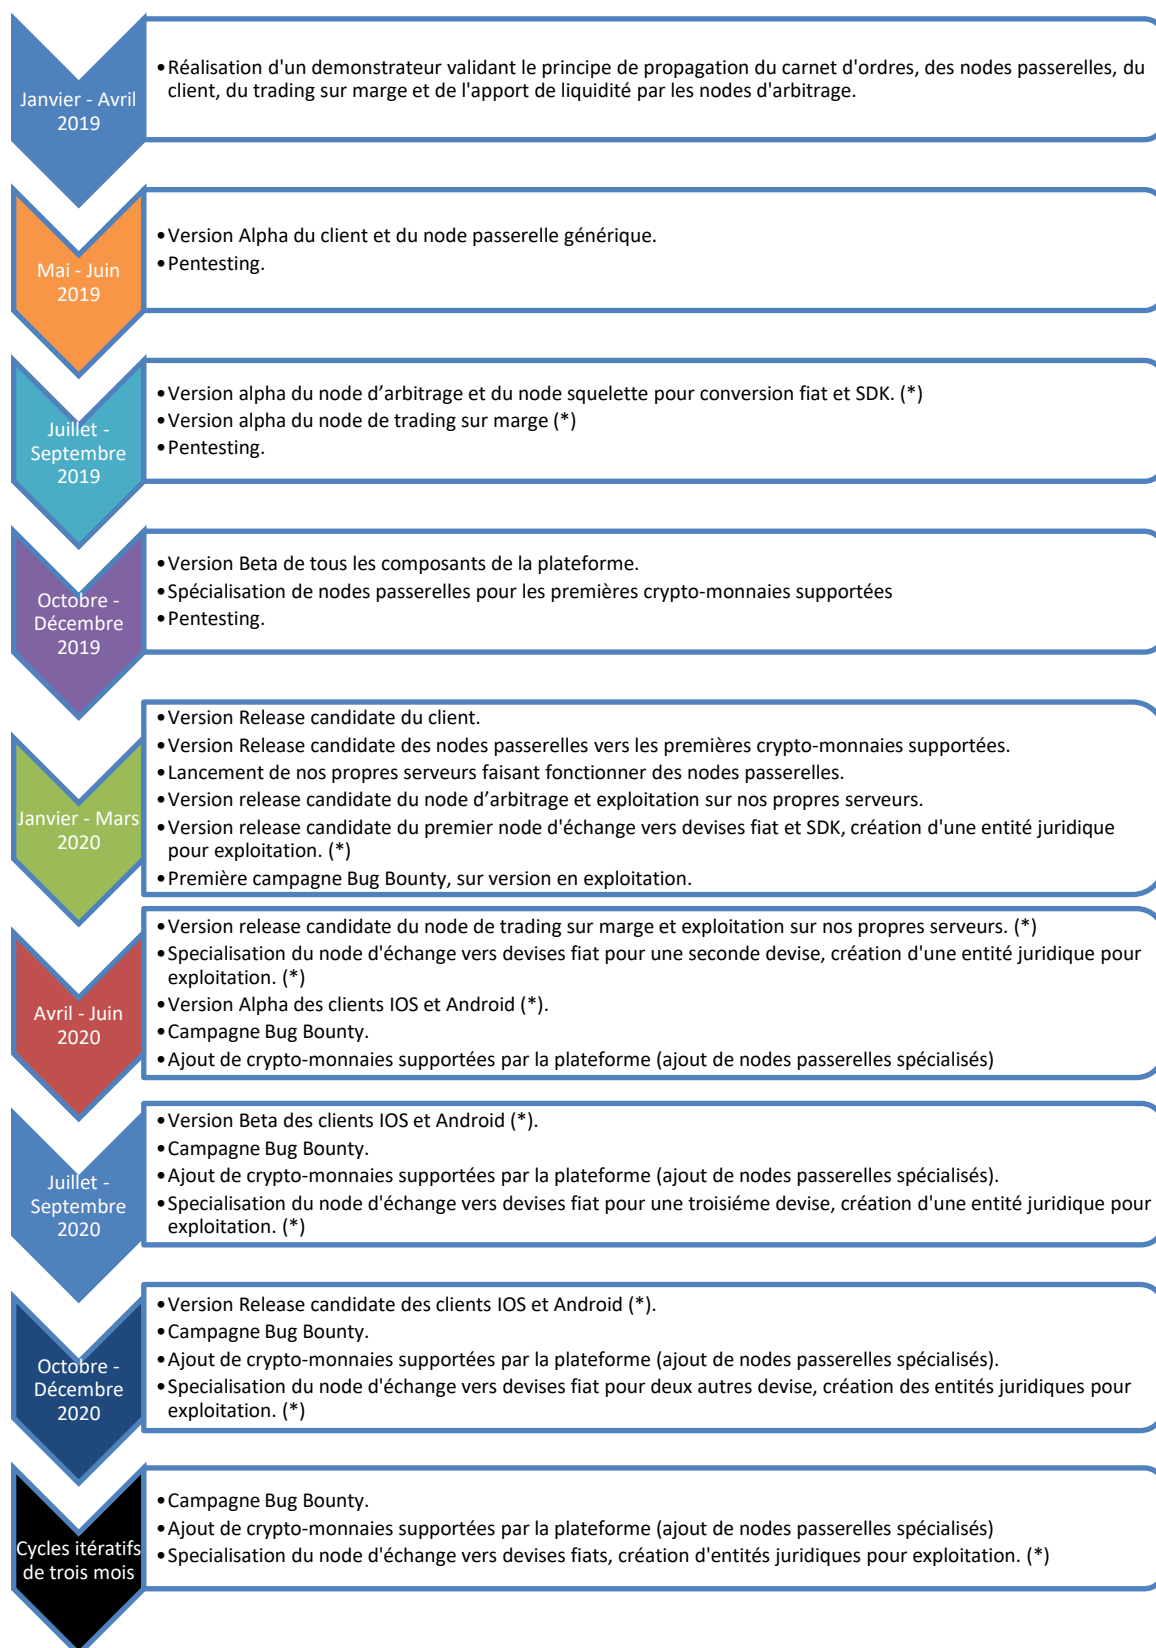 Janvier - Avril
2019
•Réalisation d'un demonstrateur validant le principe de propagation du carnet d'ordres, des nodes passerelles, du
client, du trading sur marge et de l'apport de liquidité par les nodes d'arbitrage.
Mai - Juin
2019
•Version Alpha du client et du node passerelle générique.
•Pentesting.
Juillet -
Septembre
2019
•Version alpha du node d’arbitrage et du node squelette pour conversion fiat et SDK. (*)
•Version alpha du node de trading sur marge (*)
•Pentesting.
Octobre -
Décembre
2019
•Version Beta de tous les composants de la plateforme.
•Spécialisation de nodes passerelles pour les premières crypto-monnaies supportées
•Pentesting.
Janvier - Mars
2020
•Version Release candidate du client.
•Version Release candidate des nodes passerelles vers les premières crypto-monnaies supportées.
•Lancement de nos propres serveurs faisant fonctionner des nodes passerelles.
•Version release candidate du node d’arbitrage et exploitation sur nos propres serveurs.
•Version release candidate du premier node d'échange vers devises fiat et SDK, création d'une entité juridique
pour exploitation. (*)
•Première campagne Bug Bounty, sur version en exploitation.
Avril - Juin
2020
•Version release candidate du node de trading sur marge et exploitation sur nos propres serveurs. (*)
•Specialisation du node d'échange vers devises fiat pour une seconde devise, création d'une entité juridique pour
exploitation. (*)
•Version Alpha des clients IOS et Android (*).
•Campagne Bug Bounty.
•Ajout de crypto-monnaies supportées par la plateforme (ajout de nodes passerelles spécialisés)
Juillet -
Septembre
2020
•Version Beta des clients IOS et Android (*).
•Campagne Bug Bounty.
•Ajout de crypto-monnaies supportées par la plateforme (ajout de nodes passerelles spécialisés).
•Specialisation du node d'échange vers devises fiat pour une troisiéme devise, création d'une entité juridique pour
exploitation. (*)
Octobre -
Décembre
2020
•Version Release candidate des clients IOS et Android (*).
•Campagne Bug Bounty.
•Ajout de crypto-monnaies supportées par la plateforme (ajout de nodes passerelles spécialisés).
•Specialisation du node d'échange vers devises fiat pour deux autres devise, création des entités juridiques pour
exploitation. (*)
Cycles itératifs
de trois mois
•Campagne Bug Bounty.
•Ajout de crypto-monnaies supportées par la plateforme (ajout de nodes passerelles spécialisés)
•Specialisation du node d'échange vers devises fiats, création d'entités juridiques pour exploitation. (*)